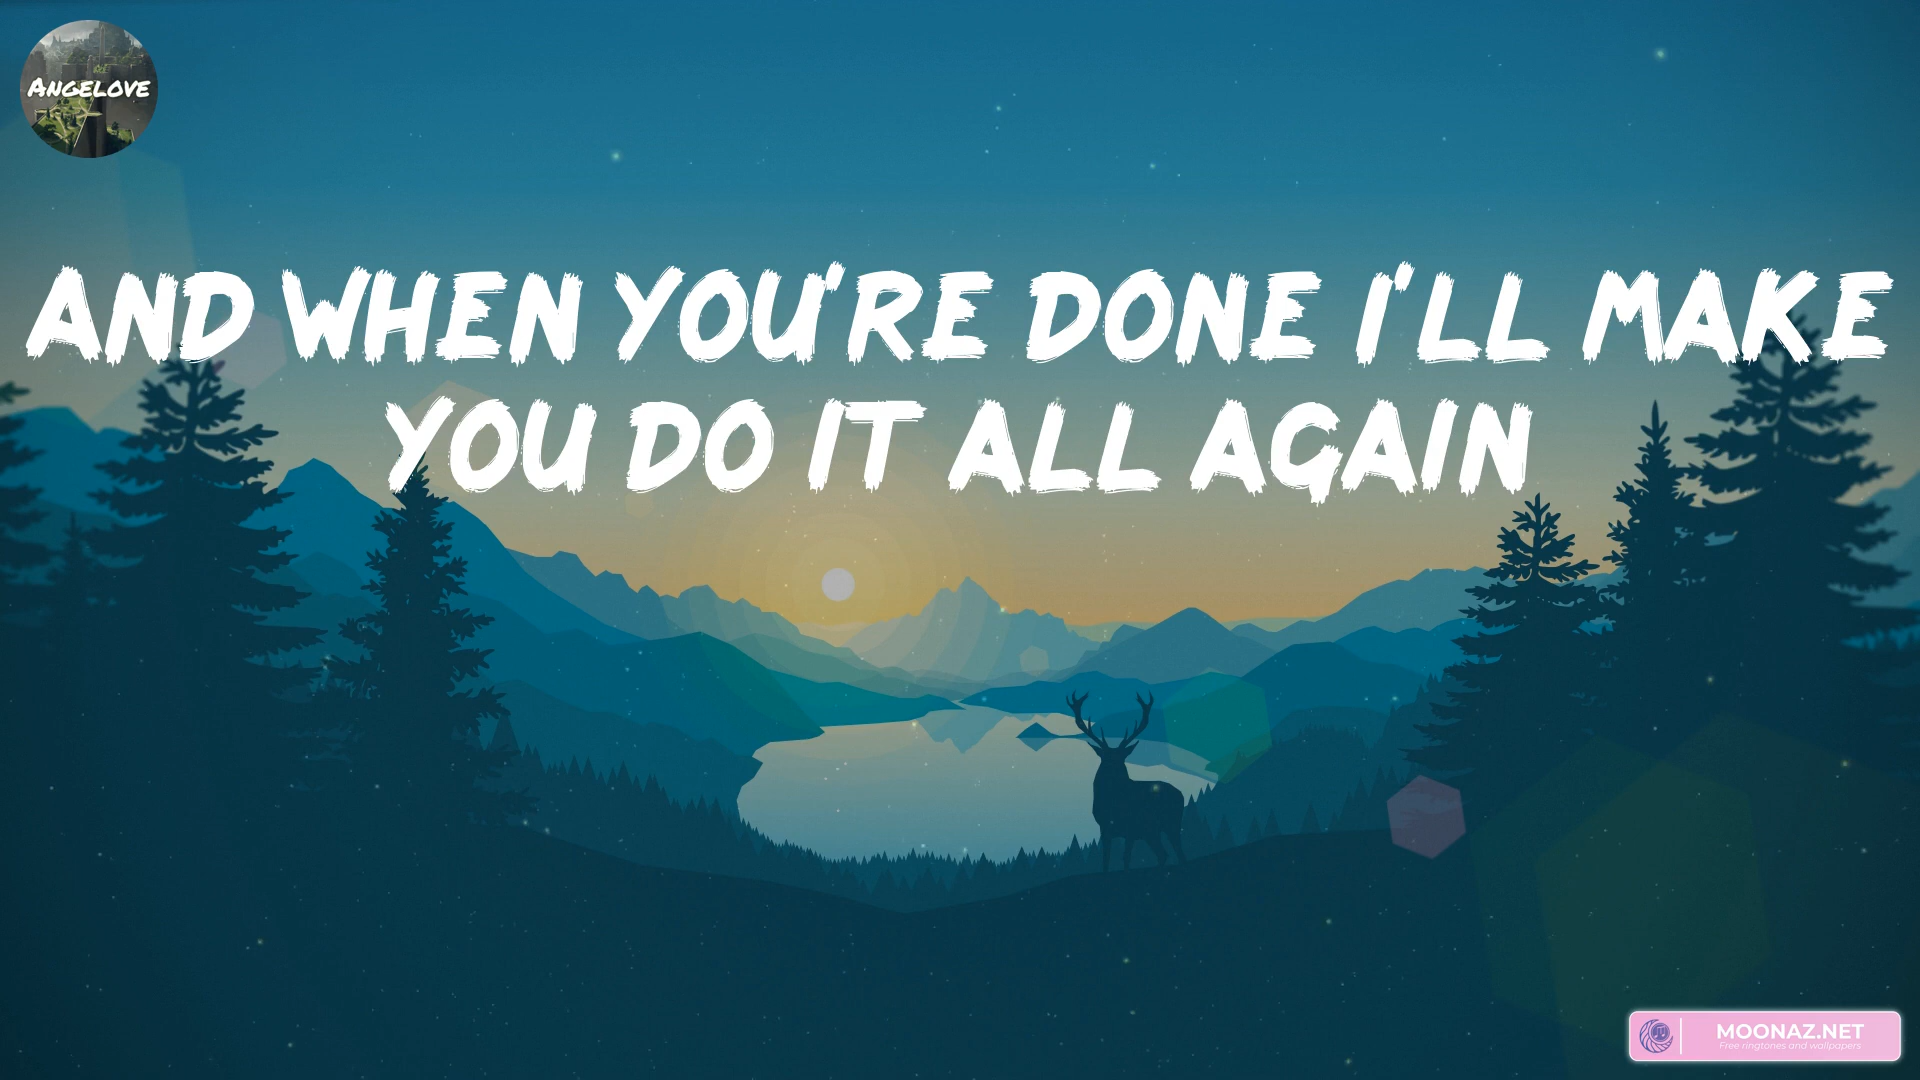 ANGELOVE
AND WHEN YOU'RE DONE I'LL MAKE
YOU DO IT ALL AGAIN
MOONAZ.NET
Free ringtones and wallpapers